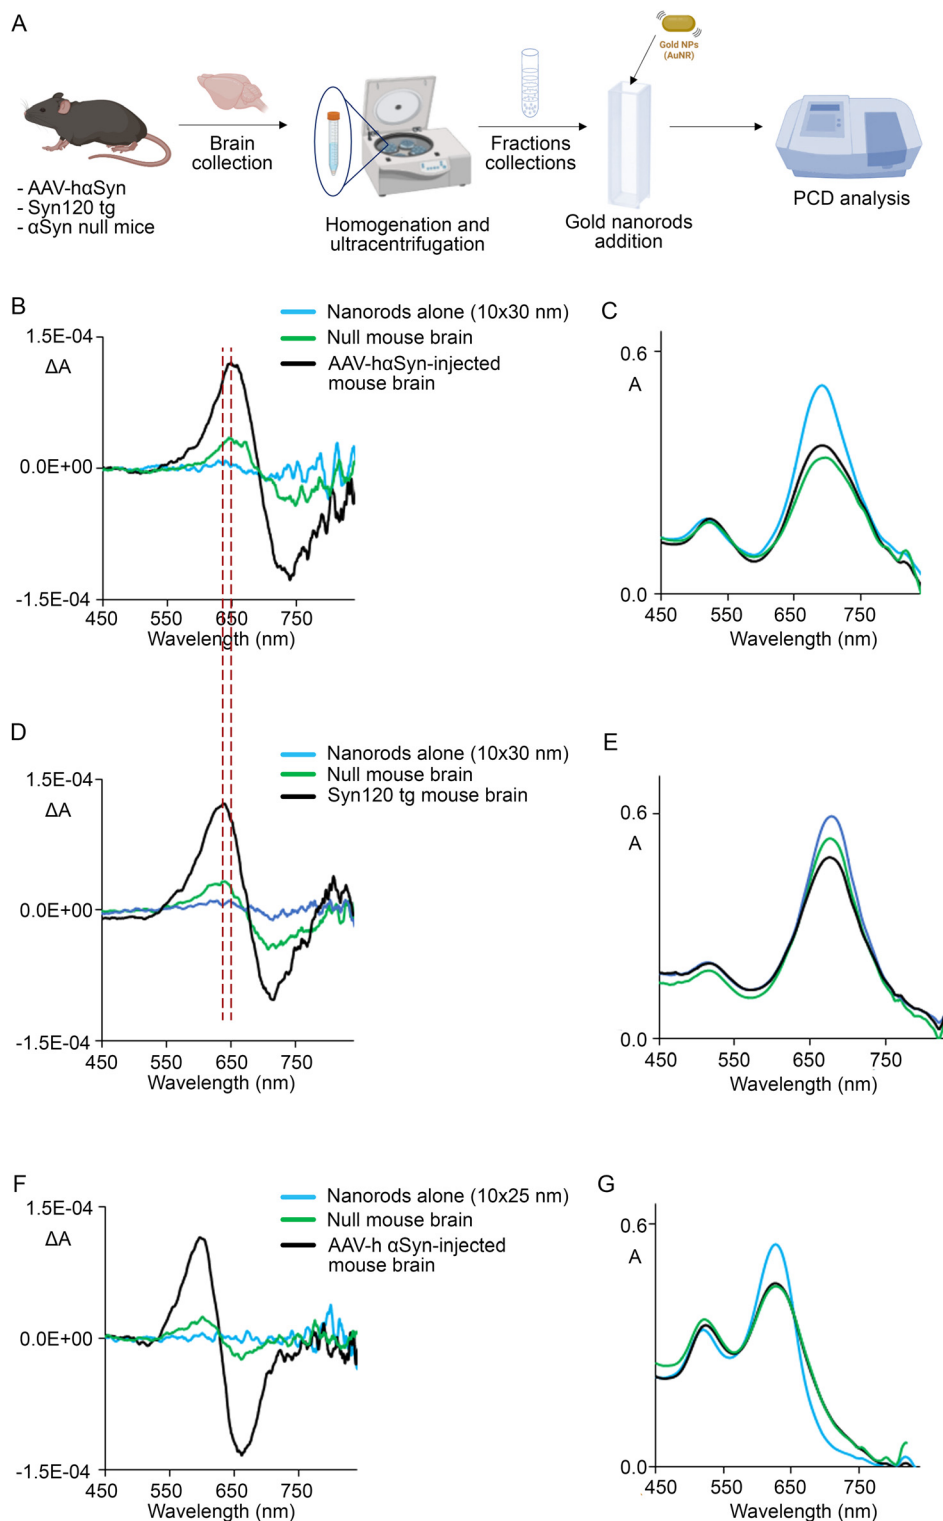 A
Gold NPs
(AuNR)
Brain
collection
Fractions
collections
- AAV-hαSyn
- Syn120 tg
- αSyn null mice
Homogenation and
ultracentrifugation
Gold nanorods
addition
PCD analysis
B
Nanorods alone (10x30 nm)
Null mouse brain
AAV-hαSyn-injected
mouse brain
1.5E-04
ΔA
0.0E+00
-1.5E-04
450 550 650 750
Wavelength (nm)
C
0.6
A
0.0
450 550 650 750
Wavelength (nm)
D
Nanorods alone (10x30 nm)
Null mouse brain
Syn120 tg mouse brain
1.5E-04
ΔA
0.0E+00
-1.5E-04
450 550 650 750
Wavelength (nm)
E
0.6
A
0.0
450 550 650 750
Wavelength (nm)
F
Nanorods alone (10x25 nm)
Null mouse brain
AAV-h αSyn-injected
mouse brain
1.5E-04
ΔA
0.0E+00
-1.5E-04
450 550 650 750
Wavelength (nm)
G
0.6
A
0.0
450 550 650 750
Wavelength (nm)